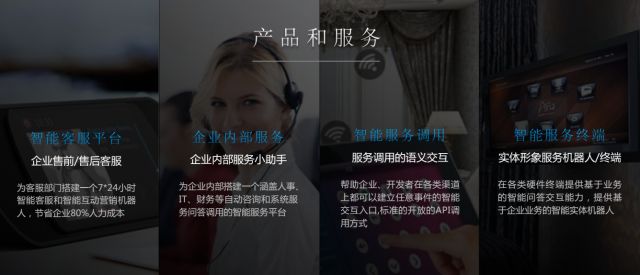 产品和服务
智能客服平台
企业售前/售后客服
为客服部门搭建一个7*24小时
智能客服和智能互动营销机器
人，节省企业80%人力成本
企业内部服务
企业内部服务小助手
为企业内部搭建一个涵盖人事、
IT、财务等自动咨询和系统服
务问答调用的智能服务平台
智能服务调用
服务调用的语义交互
帮助企业、开发者在各类渠道
上都可以建立任意事件的智能
交互入口,标准的开放的API调
用方式
智能服务终端
实体形象服务机器人/终端
在各类硬件终端提供基于业务
的智能问答交互能力，提供基
于企业业务的智能实体机器人